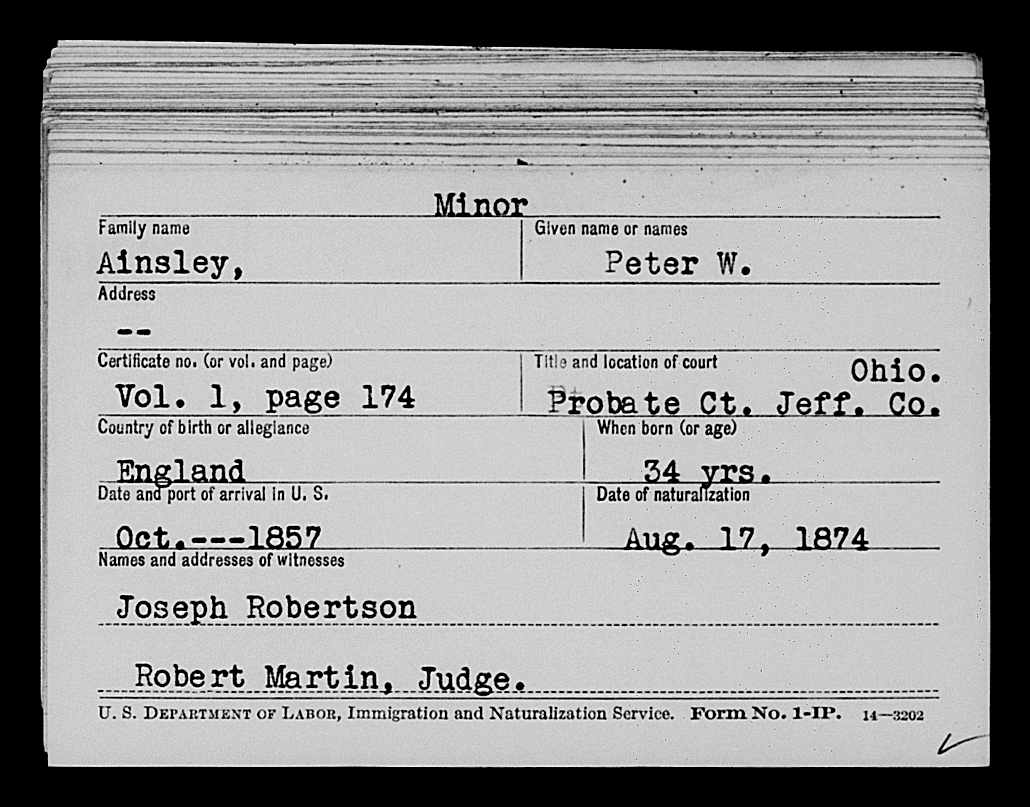 Minor
Family name Given name or names
Ainsley, Peter W.
Address
--
Certificate no. (or vol. and page) Title and location of court Ohio.
Vol. 1, page 174 Probate Ct. Jeff. Co.
Country of birth or allegiance When born (or age)
England 34 yrs.
Date and port of arrival in U. S. Date of naturalization
Oct.---1857 Aug. 17, 1874
Names and addresses of witnesses
Joseph Robertson
Robert Martin, Judge.
U. S. DEPARTMENT OF LABOR, Immigration and Naturalization Service. Form No. 1-IP. 14—3202